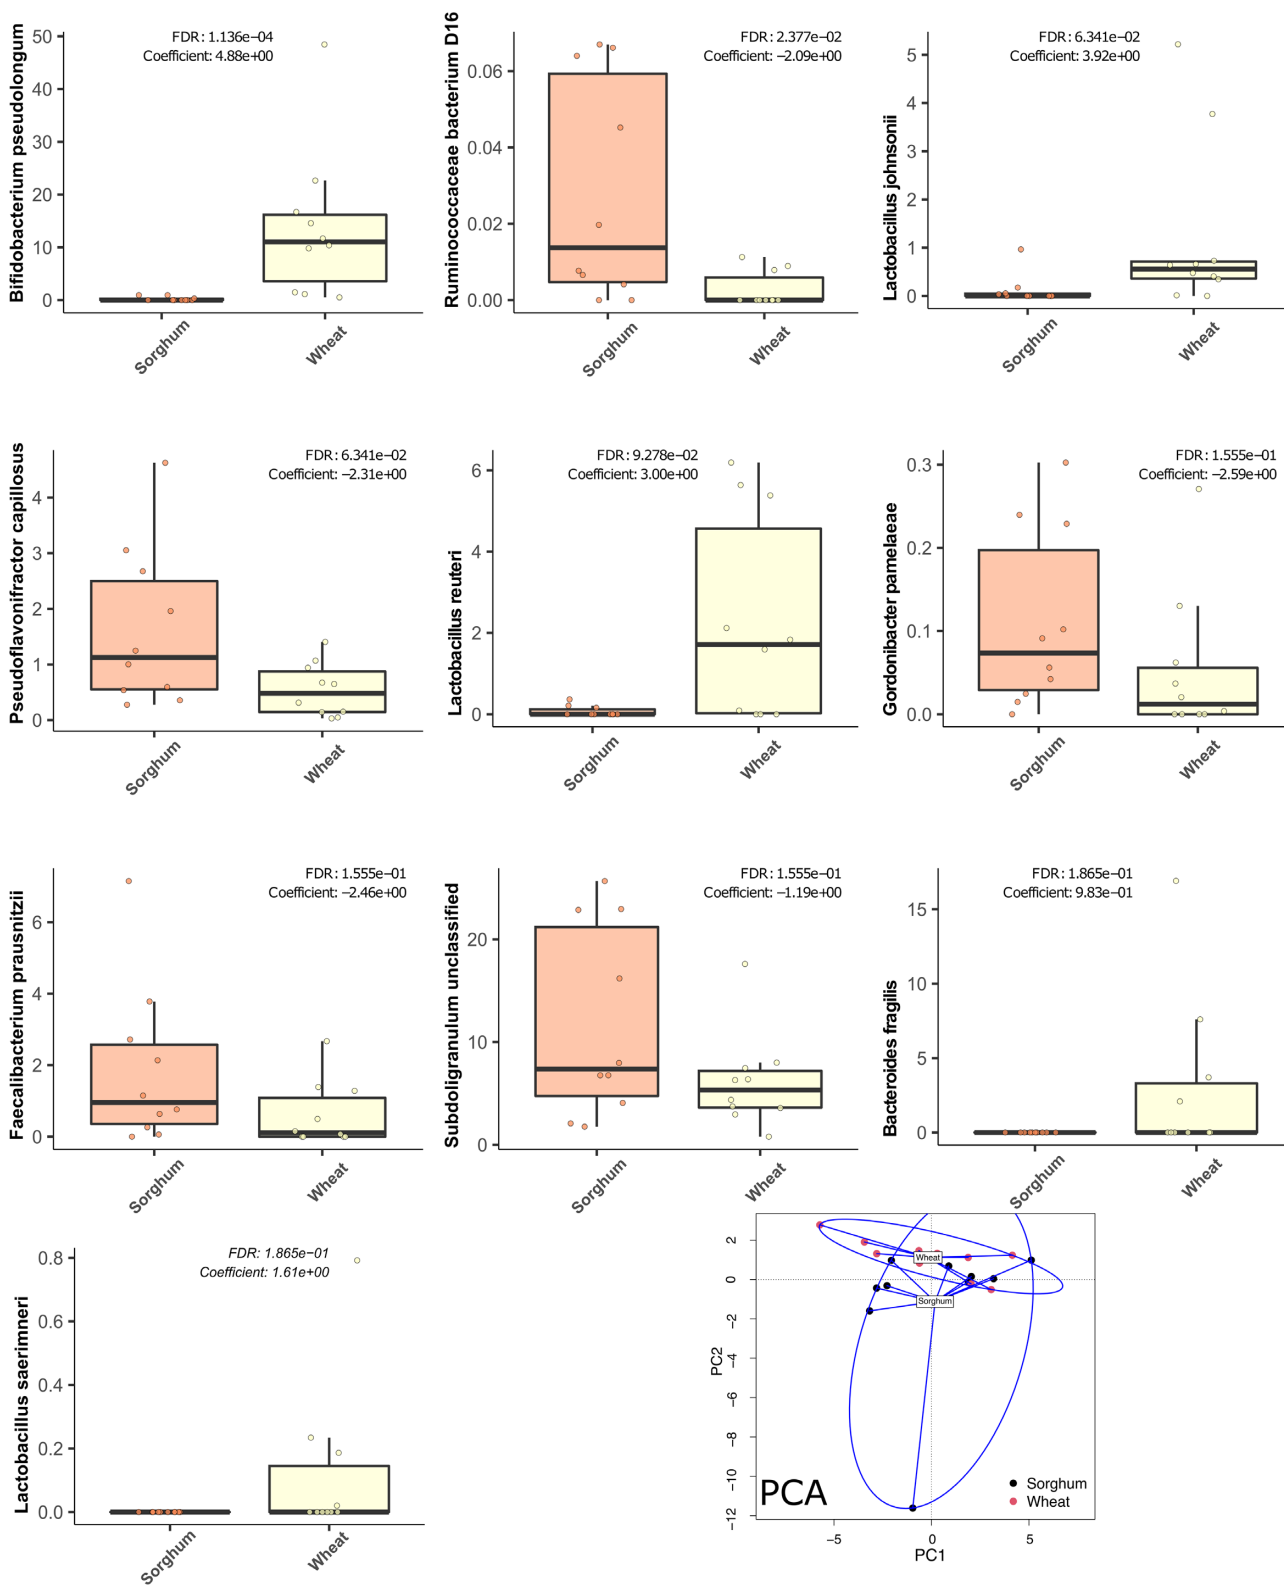 FDR: 1.136e−04
Coefficient: 4.88e+00
Bifidobacterium pseudolongum
50
40
30
20
10
0
Sorghum
Wheat
FDR: 2.377e−02
Coefficient: −2.09e+00
Ruminococcaceae bacterium D16
0.06
0.04
0.02
0.00
Sorghum
Wheat
FDR: 6.341e−02
Coefficient: 3.92e+00
Lactobacillus johnsonii
5
4
3
2
1
0
Sorghum
Wheat
FDR: 6.341e−02
Coefficient: −2.31e+00
Pseudoflavonifractor capillosus
4
3
2
1
0
Sorghum
Wheat
FDR: 9.278e−02
Coefficient: 3.00e+00
Lactobacillus reuteri
6
4
2
0
Sorghum
Wheat
FDR: 1.555e−01
Coefficient: −2.59e+00
Gordonibacter pamelaeae
0.3
0.2
0.1
0.0
Sorghum
Wheat
FDR: 1.555e−01
Coefficient: −2.46e+00
Faecalibacterium prausnitzii
6
4
2
0
Sorghum
Wheat
FDR: 1.555e−01
Coefficient: −1.19e+00
Subdoligranulum unclassified
20
10
0
Sorghum
Wheat
FDR: 1.865e−01
Coefficient: 9.83e−01
Bacteroides fragilis
15
10
5
0
Sorghum
Wheat
FDR: 1.865e−01
Coefficient: 1.61e+00
Lactobacillus saerimneri
0.8
0.6
0.4
0.2
0.0
Sorghum
Wheat
Wheat
Sorghum
PC2
2
0
−2
−4
−6
−8
−10
−12
PCA
Sorghum
Wheat
−5
0
5
PC1